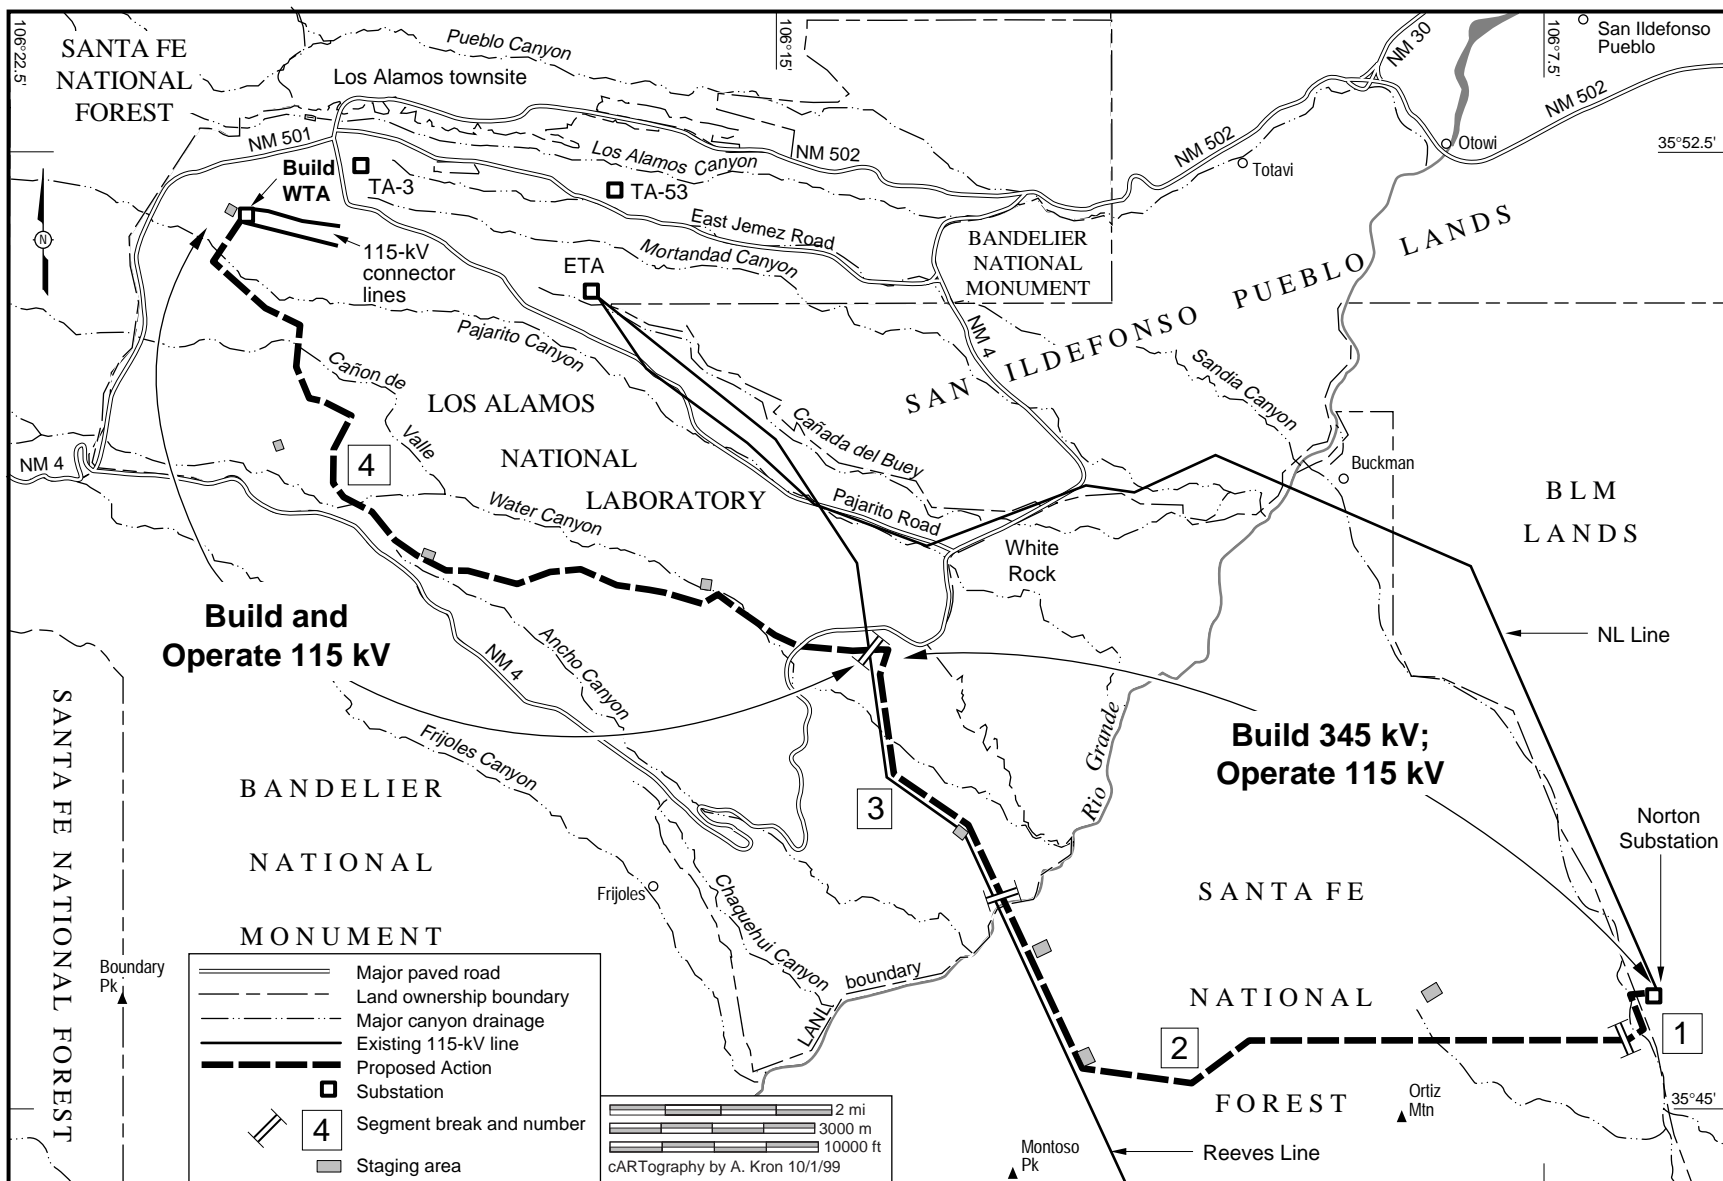 106°22.5'
106°15'
106°7.5'
SANTA FE
NATIONAL
FOREST
Pueblo Canyon
Los Alamos townsite
NM 30
San Ildefonso
Pueblo
NM 502
NM 501
Los Alamos Canyon
NM 502
NM 502
Otowi
35°52.5'
Totavi
Build
WTA
TA-3
TA-53
East Jemez Road
115-kV
connector
lines
Mortandad Canyon
ETA
BANDELIER
NATIONAL
MONUMENT
SAN ILDEFONSO PUEBLO LANDS
N
NM 4
Pajarito Canyon
Cañon de
Valle
Sandia Canyon
LOS ALAMOS
NATIONAL
LABORATORY
Cañada del Buey
4
NM 4
Buckman
BLM
LANDS
Water Canyon
Pajarito Road
White
Rock
Build and
Operate 115 kV
Ancho Canyon
NM 4
NL Line
SANTA FE NATIONAL FOREST
Frijoles Canyon
Rio Grande
Build 345 kV;
Operate 115 kV
3
BANDELIER
NATIONAL
MONUMENT
Norton
Substation
Frijoles
Chaquehui Canyon
SANTA FE
NATIONAL
FOREST
Boundary
Pk
LANL boundary
1
2
Ortiz
Mtn
35°45'
Montoso
Pk
Reeves Line
Major paved road
Land ownership boundary
Major canyon drainage
Existing 115-kV line
Proposed Action
Substation
4
Segment break and number
Staging area
2 mi
3000 m
10000 ft
cARTography by A. Kron 10/1/99